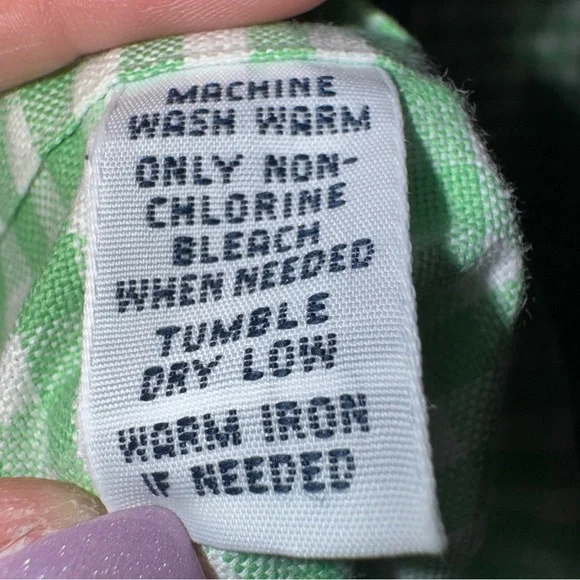 MACHINE
WASH WARM
ONLY NON-
CHLORINE
BLEACH
WHEN NEEDED
TUMBLE
DRY LOW
WARM IRON
IF NEEDED